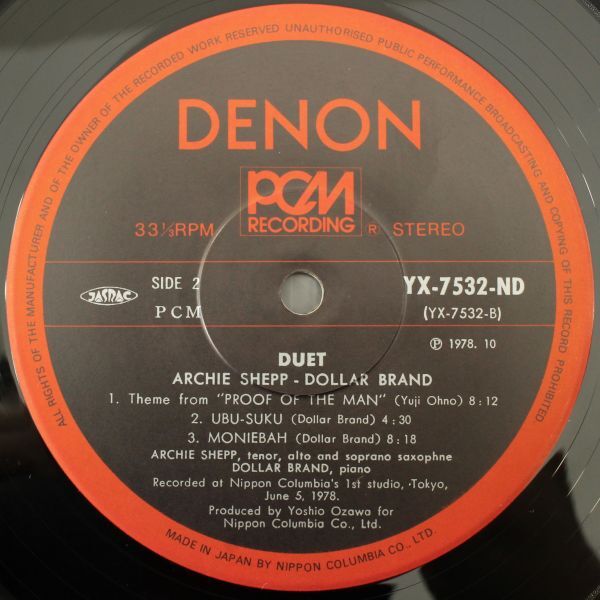 ALL RIGHTS OF THE MANUFACTURER AND OF THE OWNER OF THE RECORDED WORK RESERVED UNAUTHORISED PUBLIC PERFORMANCE BROADCASTING AND COPYING OF THIS RECORD PROHIBITED
DENON
PCM
RECORDING
33 1/3 RPM
R STEREO
JASRAC
SIDE 2
PCM
YX-7532-ND
(YX-7532-B)
℗ 1978. 10
DUET
ARCHIE SHEPP - DOLLAR BRAND
1. Theme from "PROOF OF THE MAN" (Yuji Ohno) 8:12
2. UBU-SUKU (Dollar Brand) 4:30
3. MONIEBAH (Dollar Brand) 8:18
ARCHIE SHEPP, tenor, alto and soprano saxophne
DOLLAR BRAND, piano
Recorded at Nippon Columbia's 1st studio, Tokyo,
June 5, 1978.
Produced by Yoshio Ozawa for
Nippon Columbia Co., Ltd.
MADE IN JAPAN BY NIPPON COLUMBIA CO., LTD.